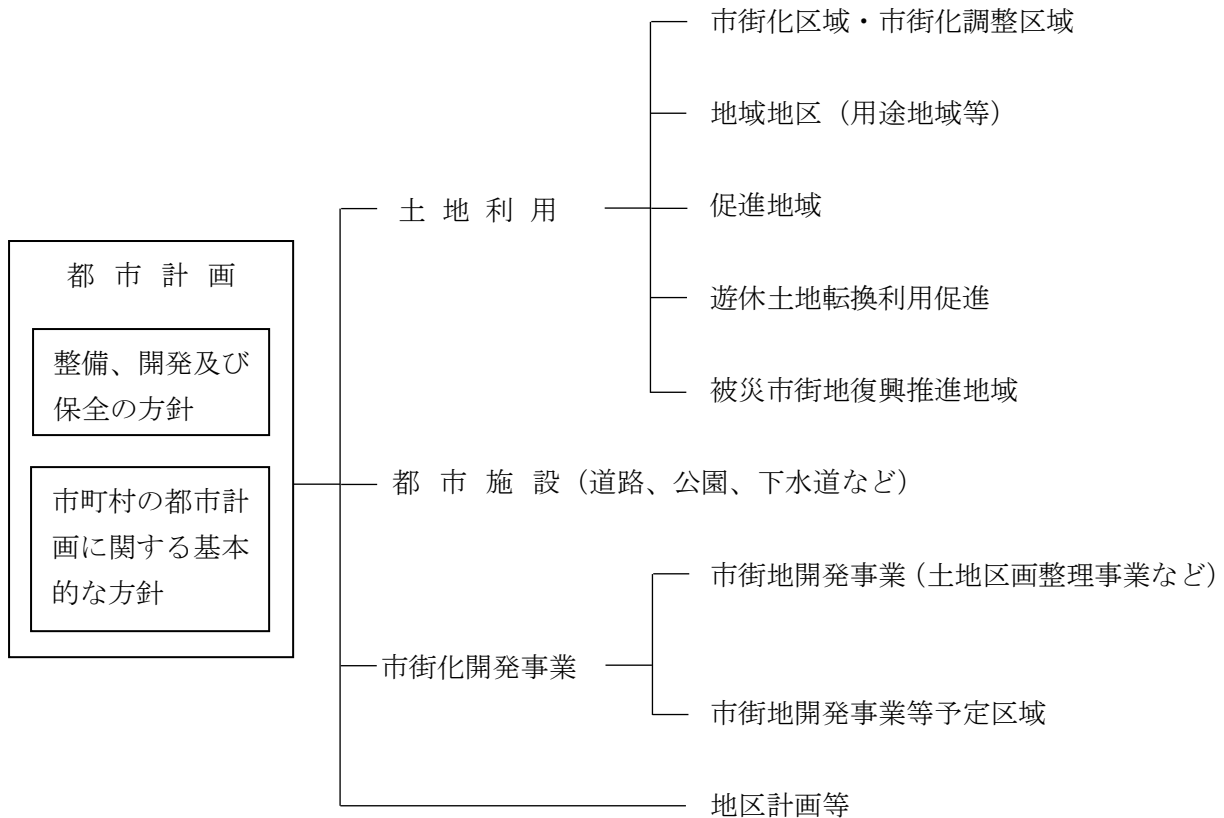 都市計画
整備、開発及び
保全の方針
市町村の都市計
画に関する基本
的な方針
土地利用
市街化区域・市街化調整区域
地域地区（用途地域等）
促進地域
遊休土地転換利用促進
被災市街地復興推進地域
都市施設（道路、公園、下水道など）
市街化開発事業
市街地開発事業（土地区画整理事業など）
市街地開発事業等予定区域
地区計画等